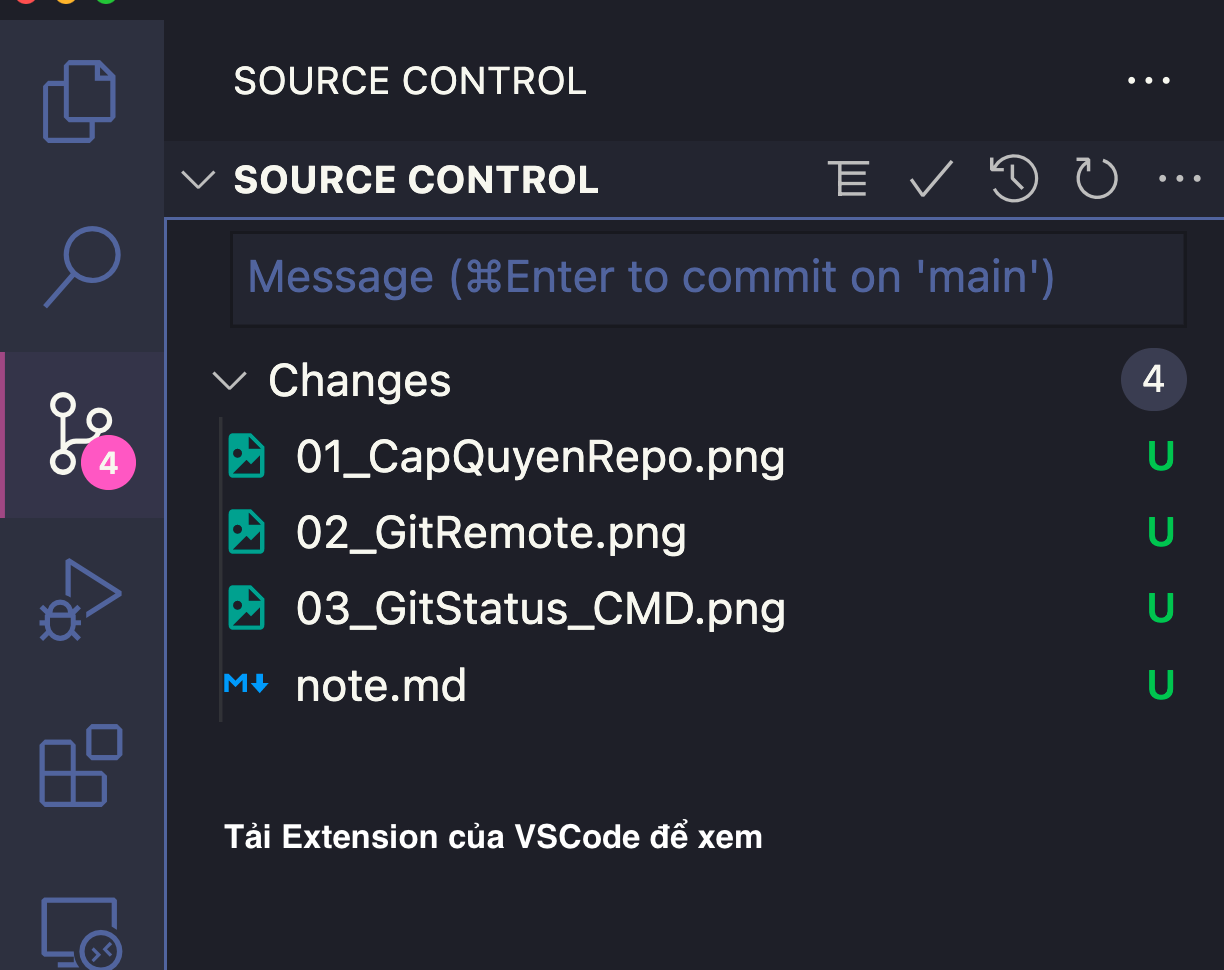 SOURCE CONTROL
SOURCE CONTROL
Message (⌘Enter to commit on 'main')
Changes 4
4
01_CapQuyenRepo.png U
02_GitRemote.png U
03_GitStatus_CMD.png U
M↓ note.md U
Tải Extension của VSCode để xem